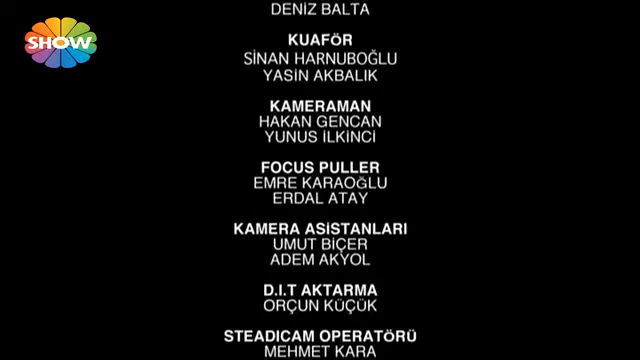 DENİZ BALTA
SHOW
KUAFÖR
SİNAN HARNUBOĞLU
YASİN AKBALIK
KAMERAMAN
HAKAN GENCAN
YUNUS İLKİNCİ
FOCUS PULLER
EMRE KARAOĞLU
ERDAL ATAY
KAMERA ASİSTANLARI
UMUT BİÇER
ADEM AKYOL
D.I.T AKTARMA
ORÇUN KÜÇÜK
STEADICAM OPERATÖRÜ
MEHMET KARA